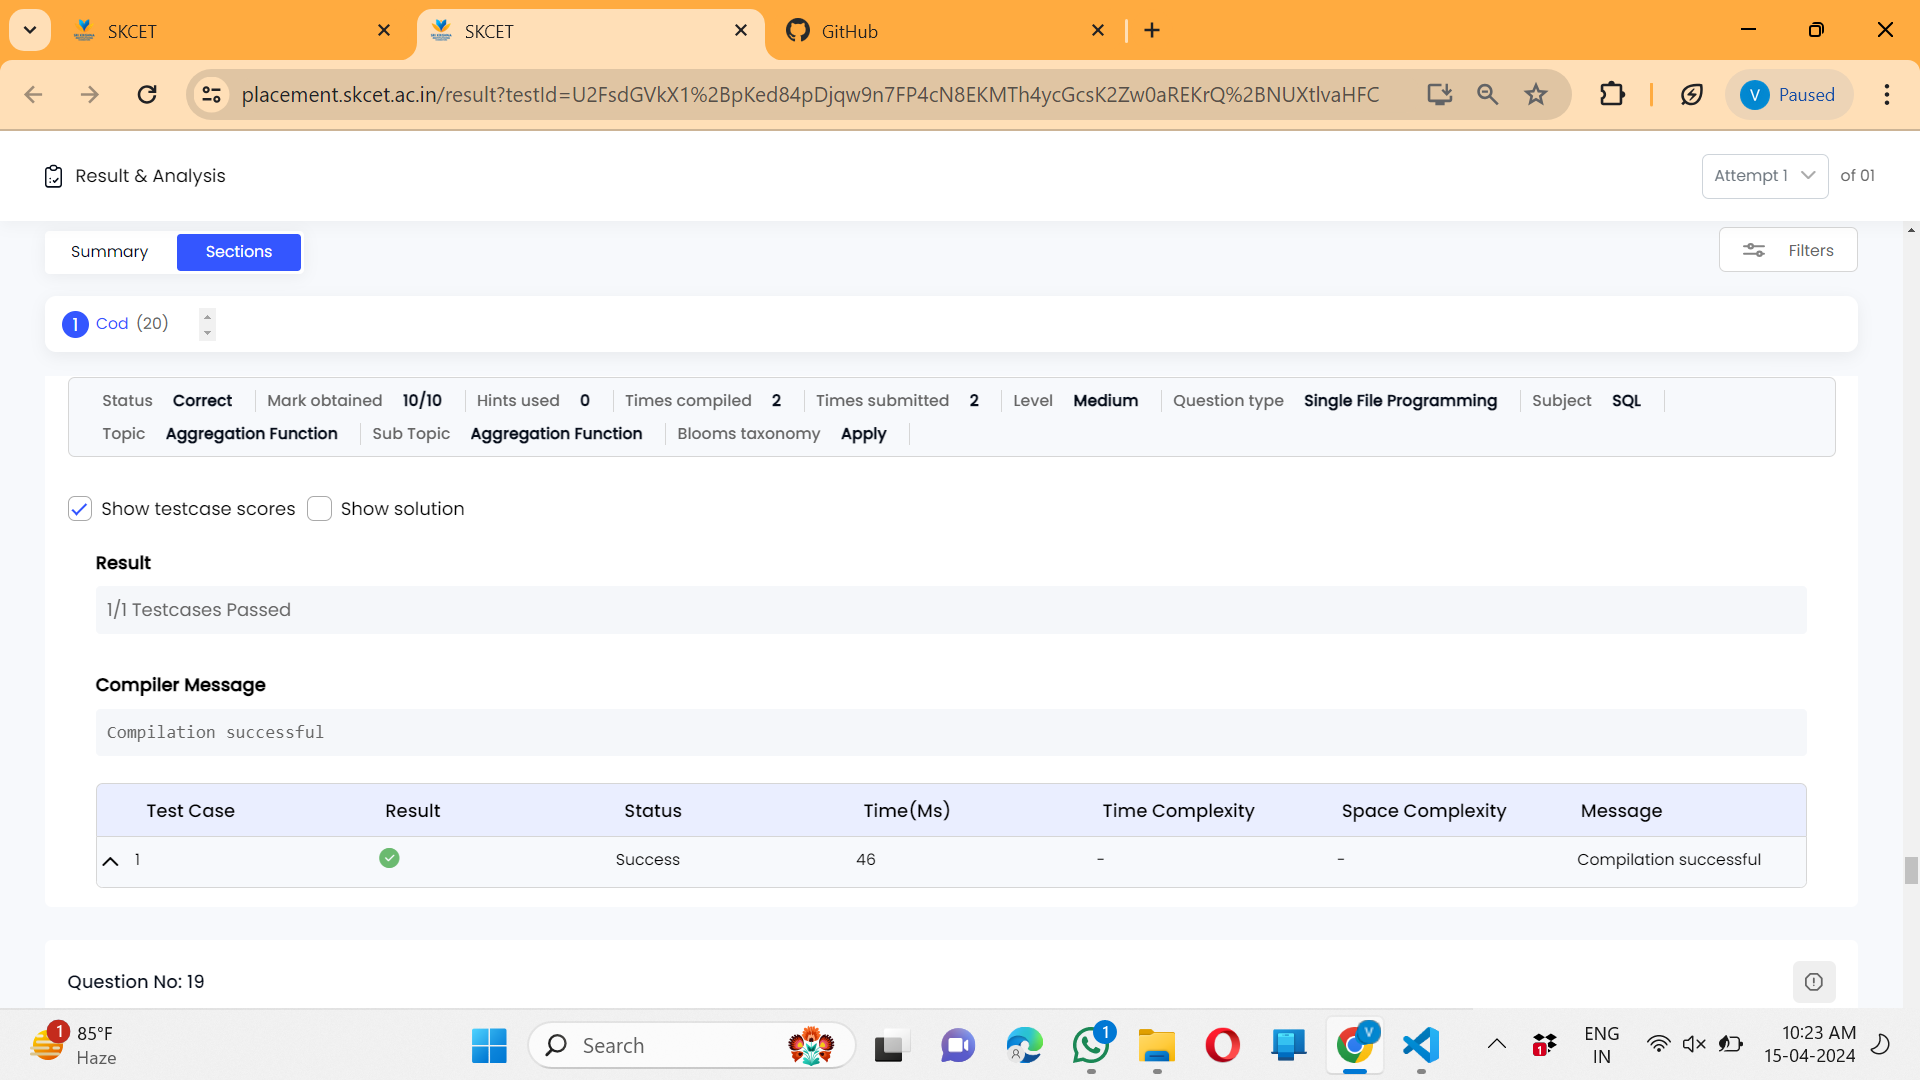 SKCET
SKCET
GitHub
placement.skcet.ac.in/result?testId=U2FsdGVkX1%2BpKed84pDjqw9n7FP4cN8EKMTh4ycGcsK2Zw0aREKrQ%2BNUXtlvaHFC
V Paused
Result & Analysis
Attempt 1 of 01
Summary Sections Filters
1 Cod (20)
Status Correct Mark obtained 10/10 Hints used 0 Times compiled 2 Times submitted 2 Level Medium Question type Single File Programming Subject SQL
Topic Aggregation Function Sub Topic Aggregation Function Blooms taxonomy Apply
Show testcase scores Show solution
Result
1/1 Testcases Passed
Compiler Message
Compilation successful
Test Case Result Status Time(Ms) Time Complexity Space Complexity Message
1 Success 46 - - Compilation successful
Question No: 19
1 85°F
Haze
Search
1
V
1
ENG
IN
10:23 AM
15-04-2024